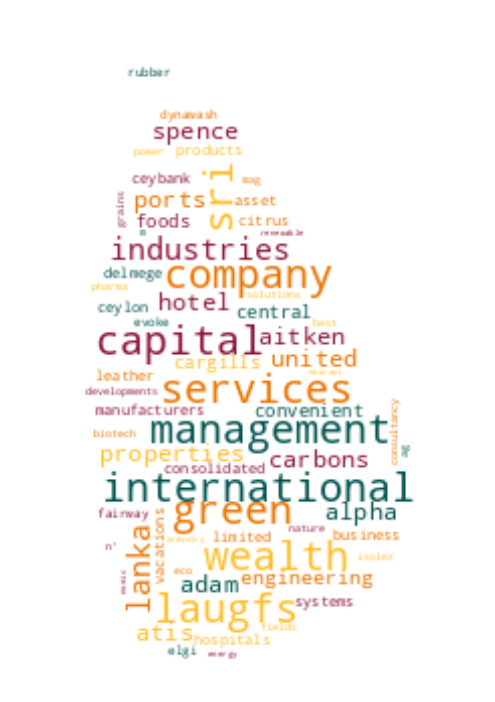 rubber
dynawash
spence
power products
ceybank
mag
sri
grains
ports
asset
foods
citrus
renewable
industries
delmege
company
pharma
solutions
hotel
ceylon
central
evoke
best
capital
aitken
cargills
united
leather
developments
services
manufacturers
convenient
biotech
management
consultancy
ag
properties
consolidated
carbons
international
fairway
green
alpha
nature
lanka
vacations
industry
limited
business
n'
wealth
isoler
eco
adam
engineering
laugfs
systems
atis
hospitals
fields
elgi
energy